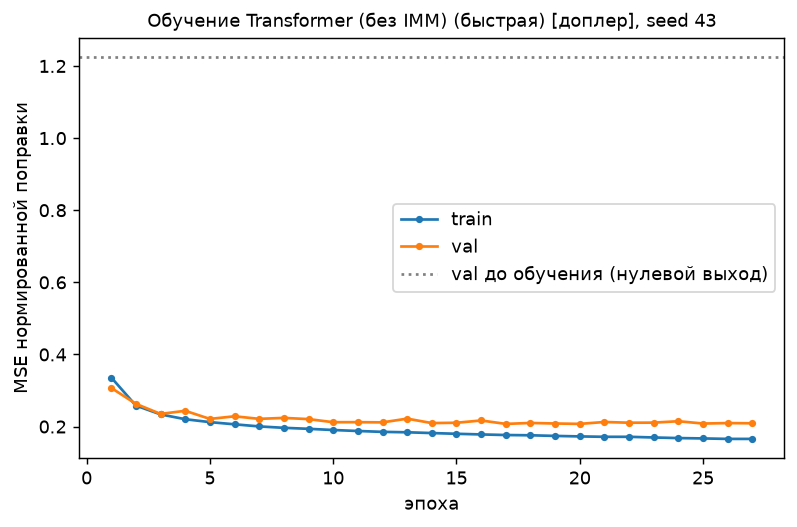 Обучение Transformer (без IMM) (быстрая) [доплер], seed 43
MSE нормированной поправки
1.2
1.0
0.8
0.6
0.4
0.2
train
val
val до обучения (нулевой выход)
0 5 10 15 20 25
эпоха